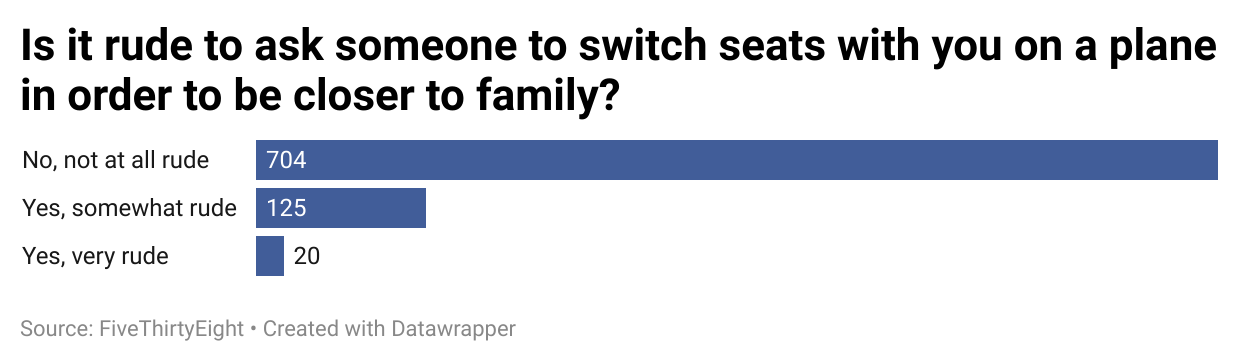 Is it rude to ask someone to switch seats with you on a plane
in order to be closer to family?
No, not at all rude 704
Yes, somewhat rude 125
Yes, very rude 20
Source: FiveThirtyEight • Created with Datawrapper